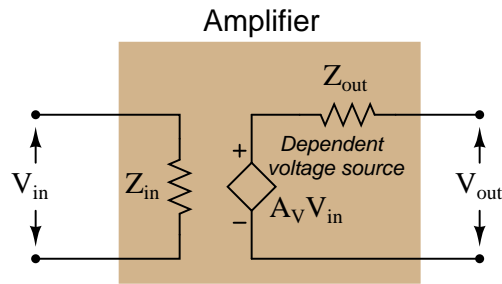 Amplifier
Z_out
Dependent
voltage source
V_in
Z_in
+
−
A_V V_in
V_out